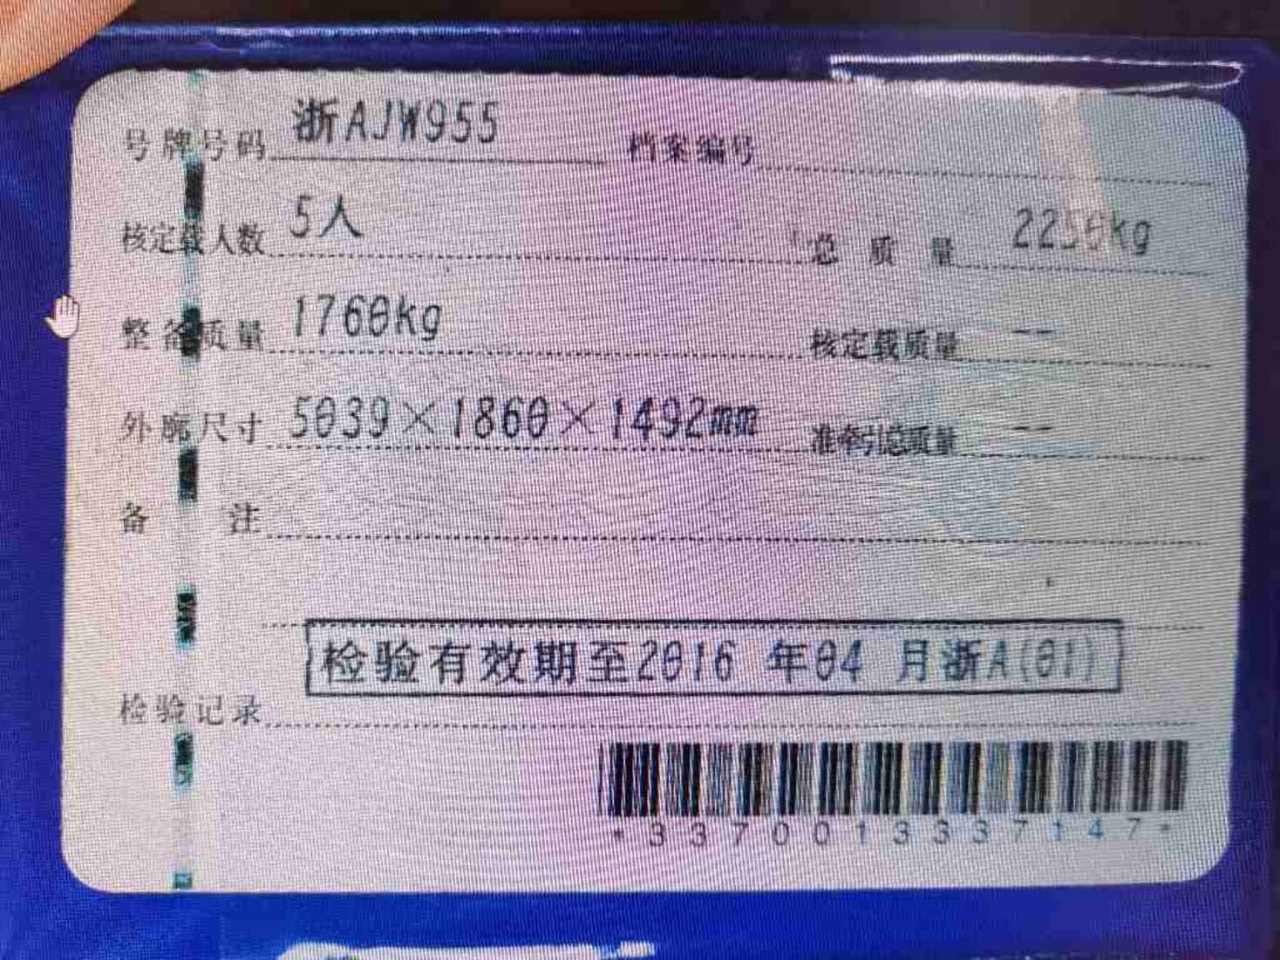 号牌号码 浙AJW955 档案编号
核定载人数 5人 总质量 2250kg
整备质量 1760kg 核定载质量 --
外廓尺寸 5039×1860×1492mm 准牵引总质量 --
备注
检验记录 检验有效期至2016 年04 月浙A(01)
*3370013337147*